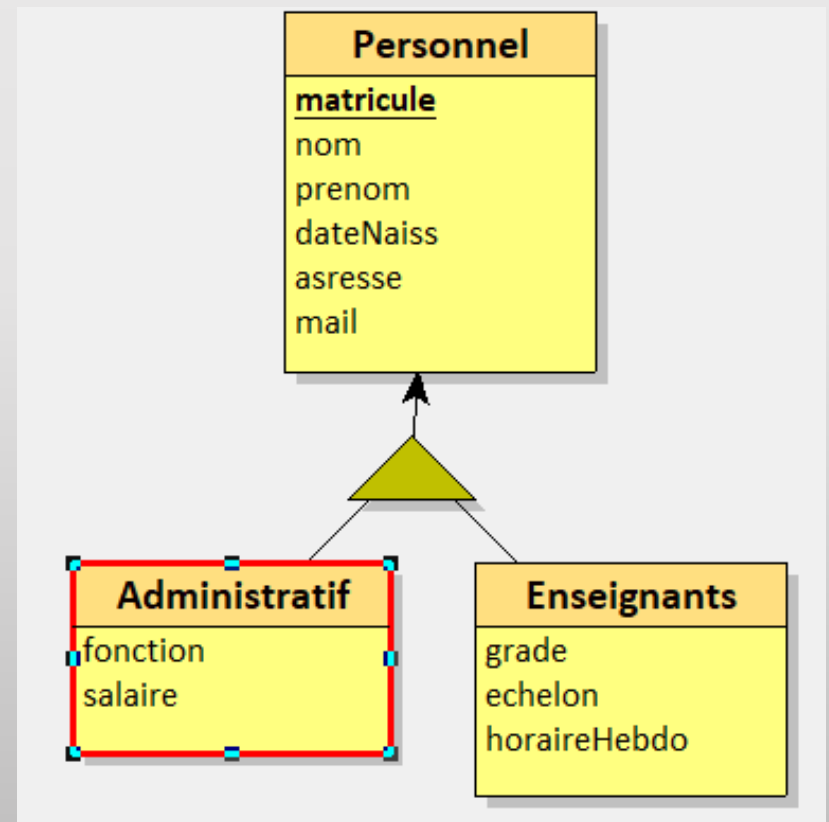 Personnel
matricule
nom
prenom
dateNaiss
asresse
mail
Administratif
fonction
salaire
Enseignants
grade
echelon
horaireHebdo